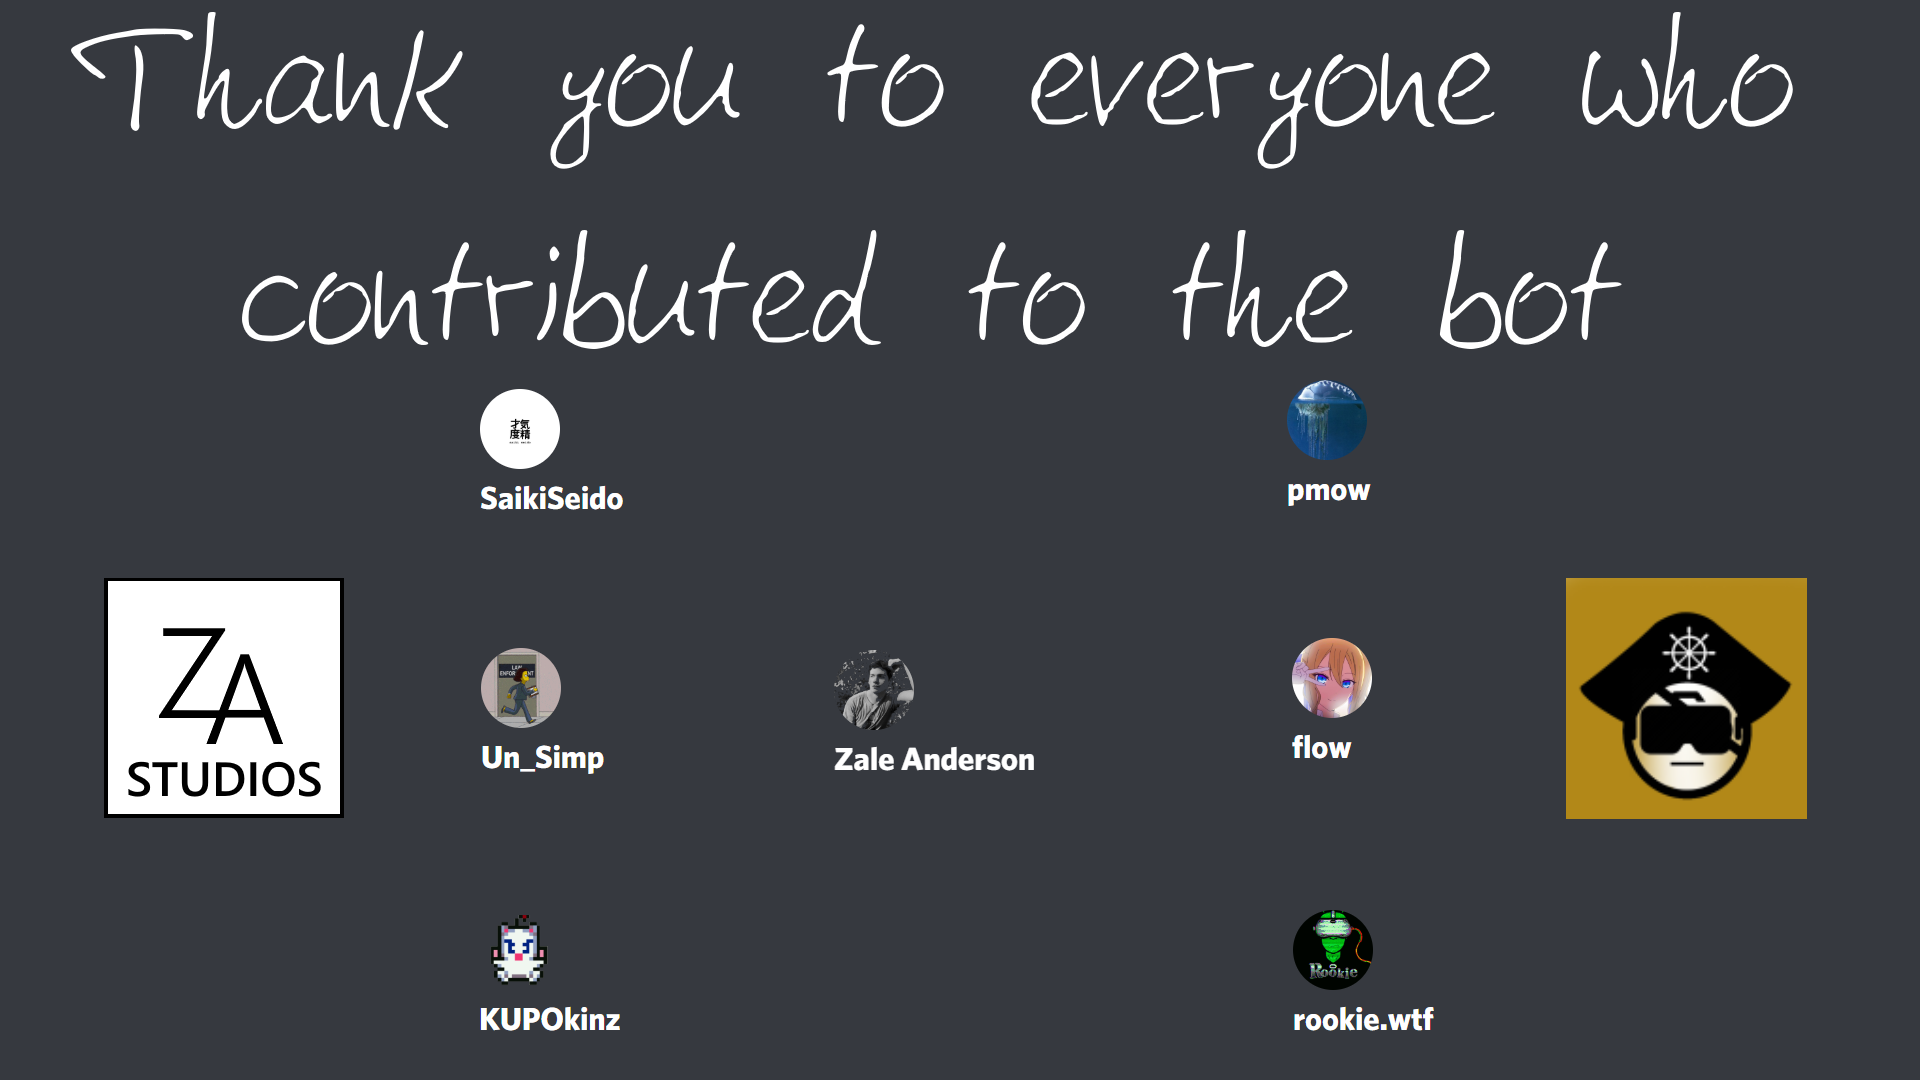 Thank you to everyone who
contributed to the bot
才気
度精
SaikiSeido
pmow
ZA
STUDIOS
LAW
Un_Simp
Zale Anderson
flow
KUPOkinz
Rookie
rookie.wtf